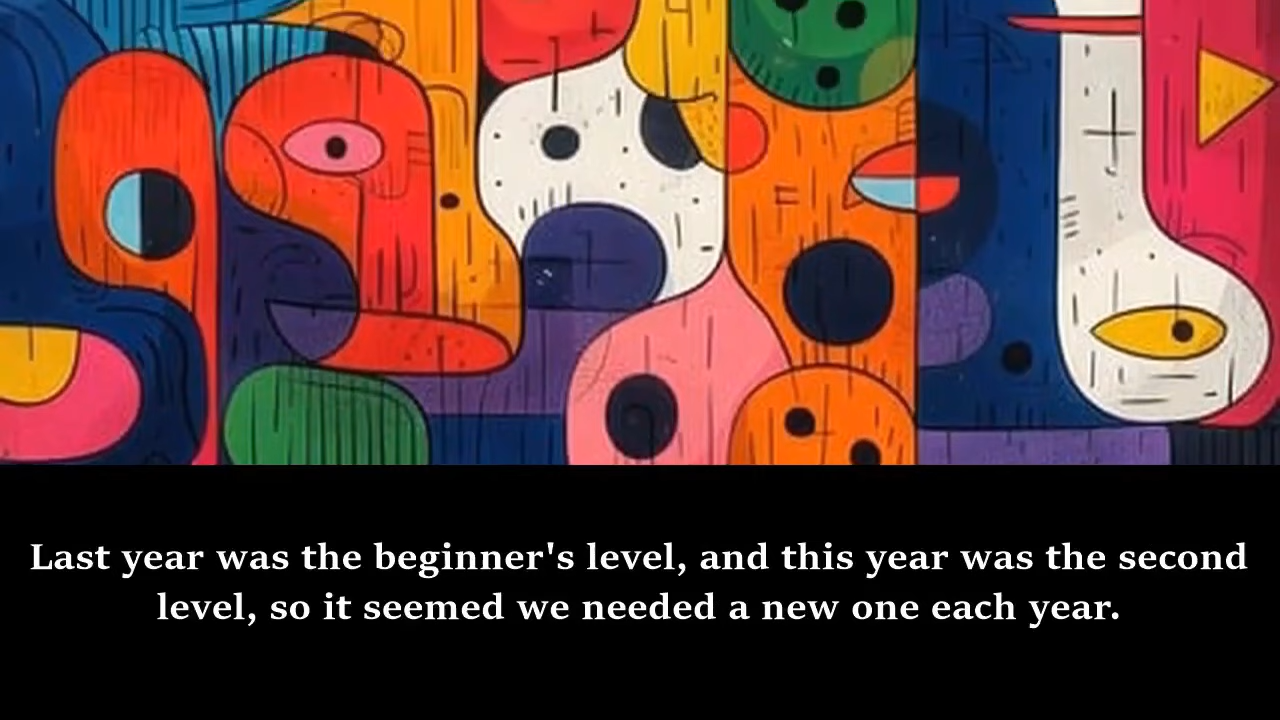 Last year was the beginner's level, and this year was the second
level, so it seemed we needed a new one each year.